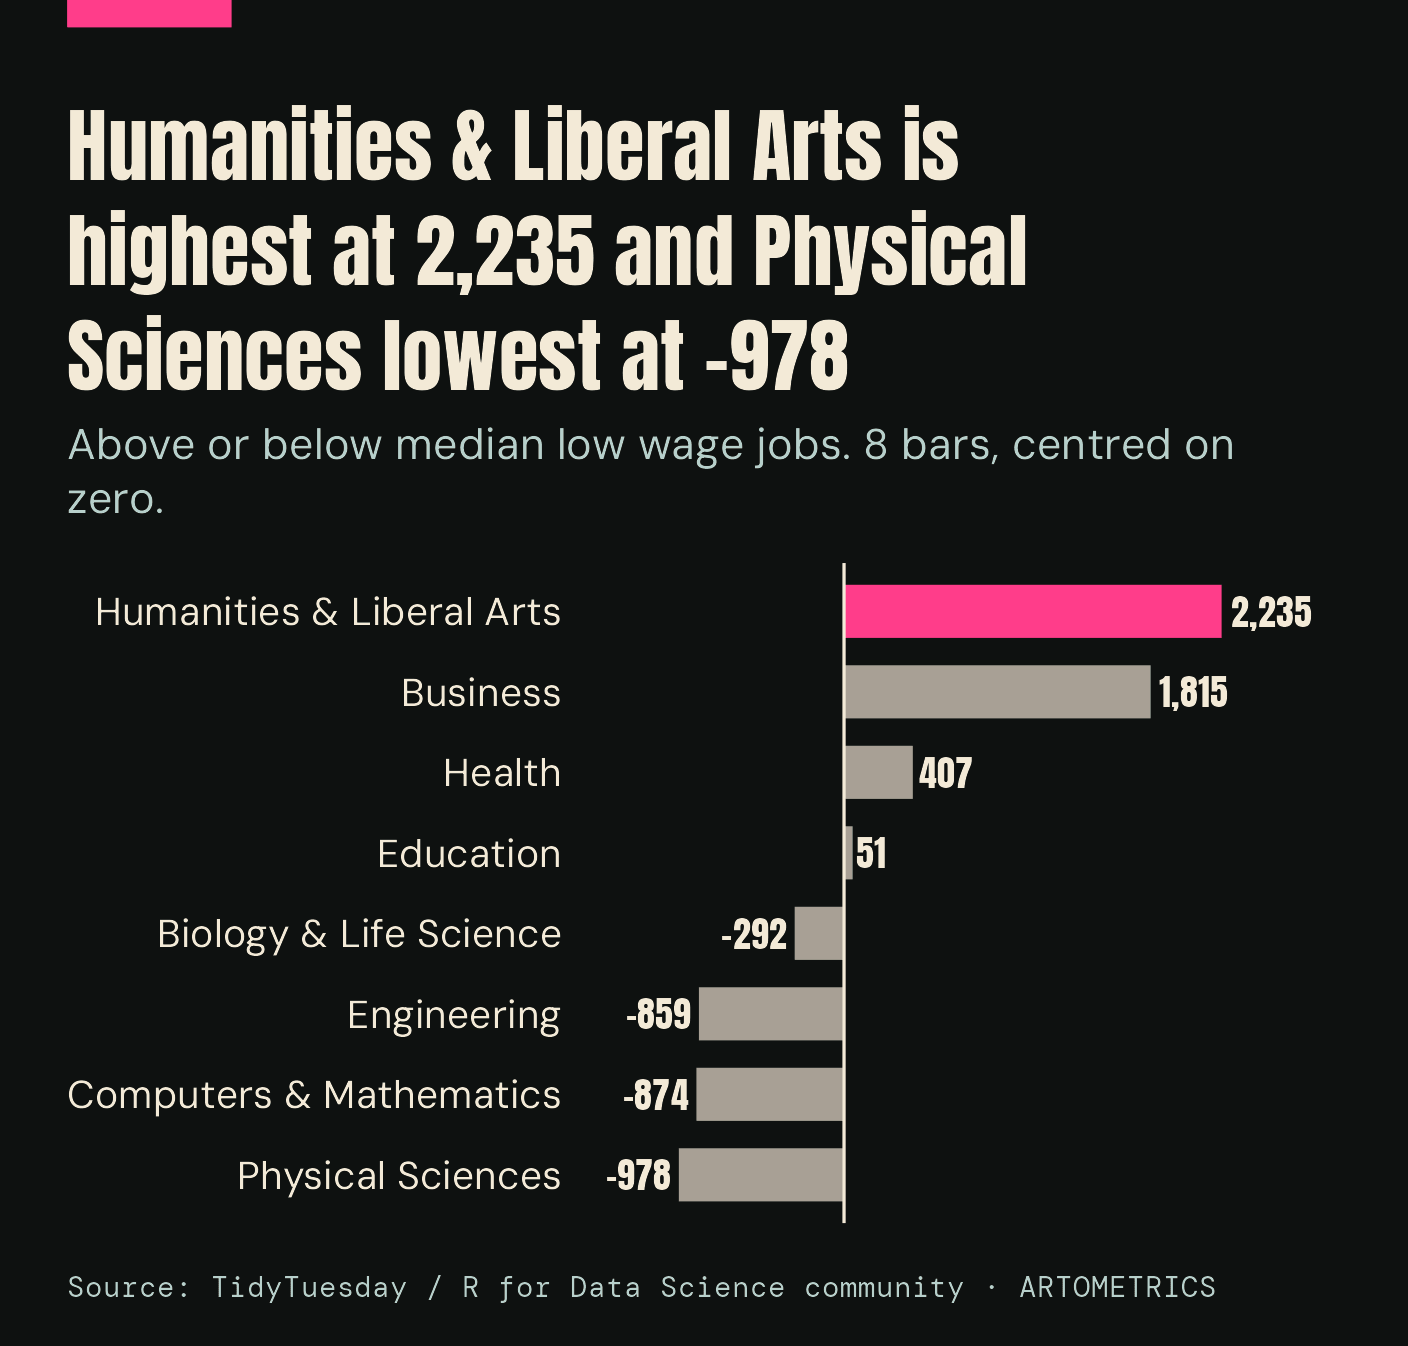 Humanities & Liberal Arts is
highest at 2,235 and Physical
Sciences lowest at -978
Above or below median low wage jobs. 8 bars, centred on
zero.
Humanities & Liberal Arts 2,235
Business 1,815
Health 407
Education 51
Biology & Life Science -292
Engineering -859
Computers & Mathematics -874
Physical Sciences -978
Source: TidyTuesday / R for Data Science community · ARTOMETRICS